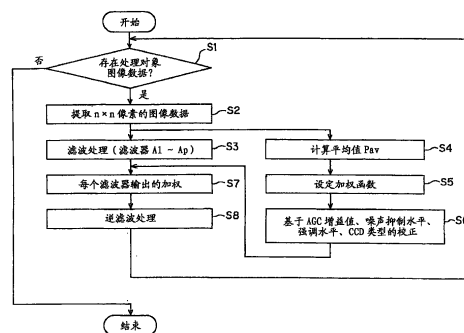 开始
S1
否
存在处理对象
图像数据?
是
提取 n×n 像素的图像数据
S2
滤波处理 (滤波器 A1 ~ Ap)
S3
计算平均值 Pav
S4
每个滤波器输出的加权
S7
设定加权函数
S5
逆滤波处理
S8
基于 AGC 增益值、噪声抑制水平、
强调水平、CCD 类型的校正
S6
结束